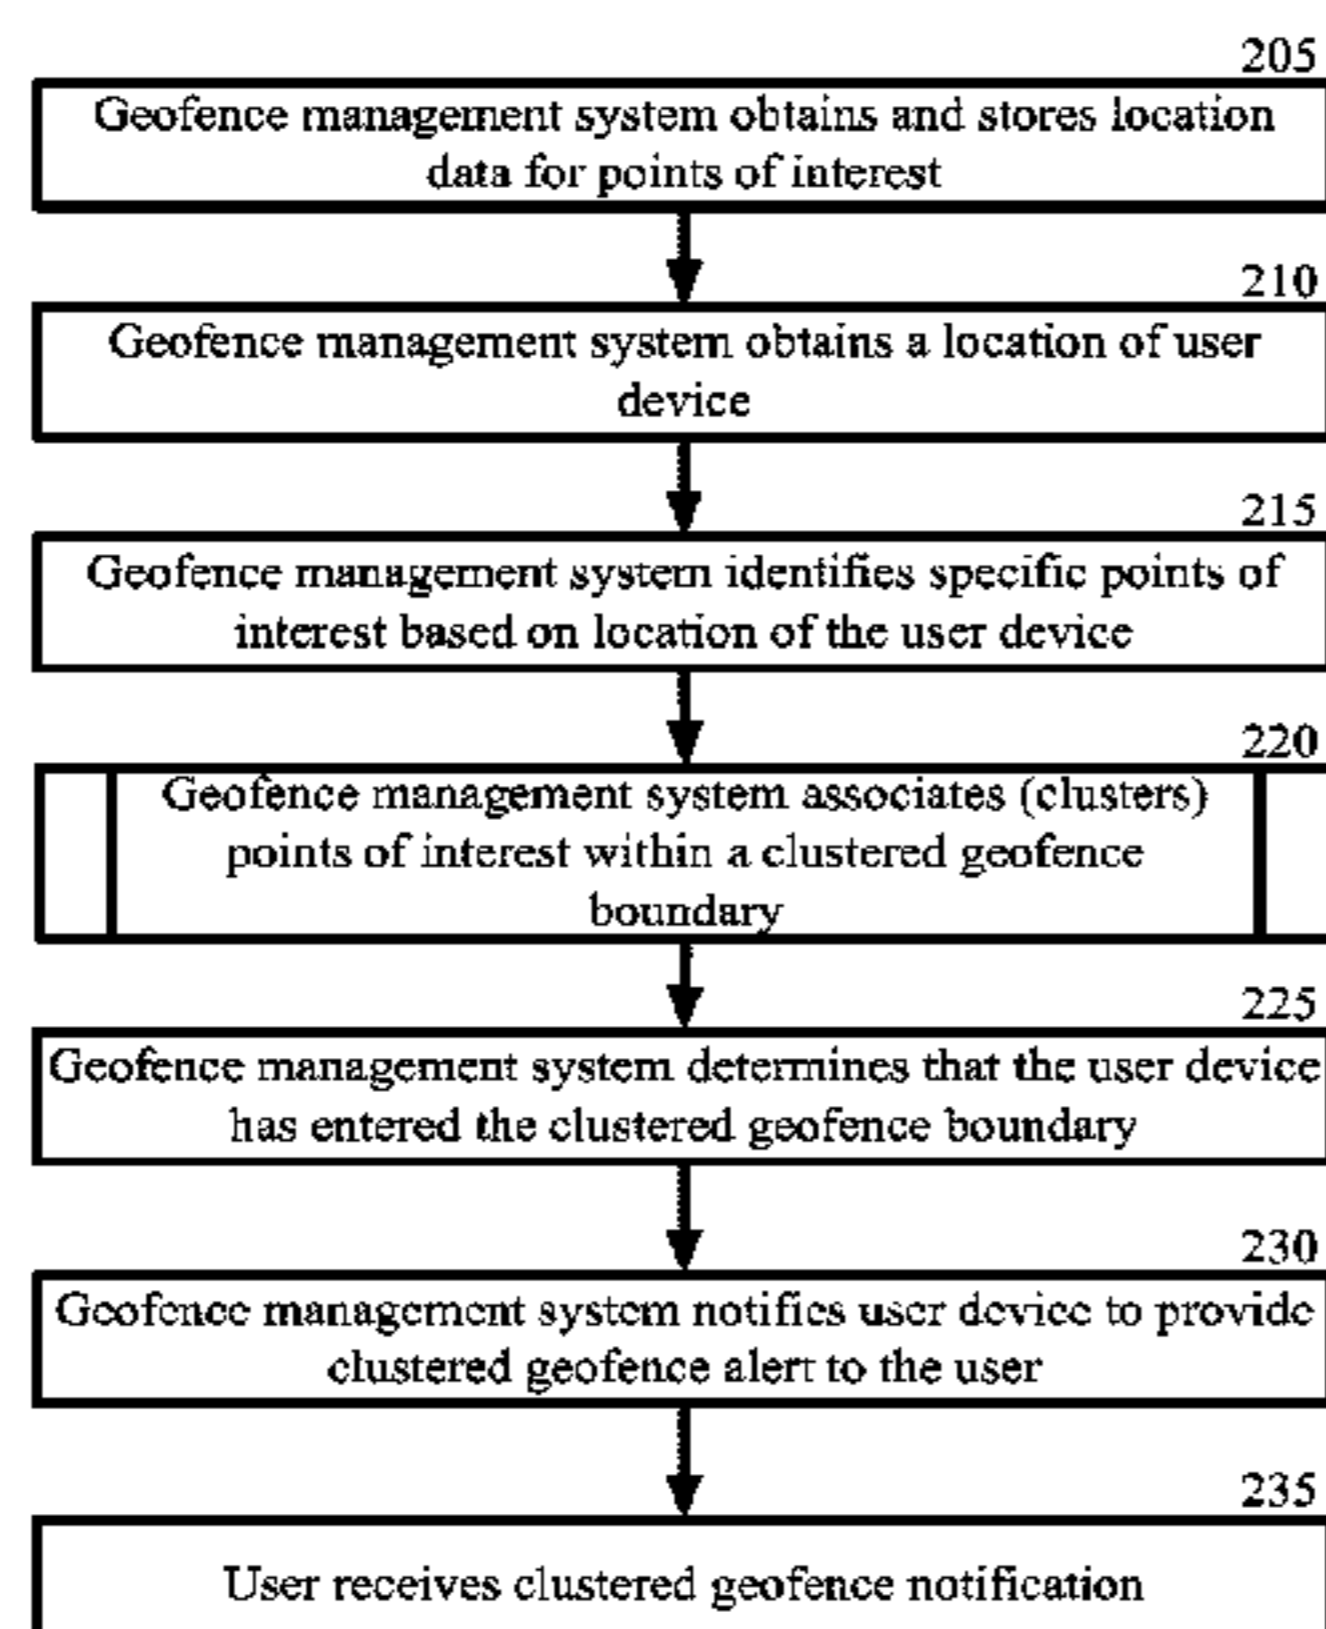 205
Geofence management system obtains and stores location
data for points of interest
210
Geofence management system obtains a location of user
device
215
Geofence management system identifies specific points of
interest based on location of the user device
220
Geofence management system associates (clusters)
points of interest within a clustered geofence
boundary
225
Geofence management system determines that the user device
has entered the clustered geofence boundary
230
Geofence management system notifies user device to provide
clustered geofence alert to the user
235
User receives clustered geofence notification